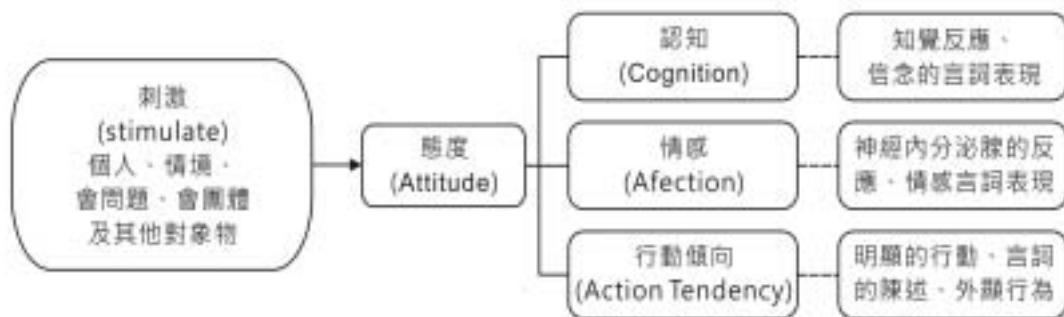 刺激
(stimulate)
個人、情境、
會問題、會團體
及其他對象物
態度
(Attitude)
認知
(Cognition)
知覺反應、
信念的言詞表現
情感
(Afection)
神經內分泌腺的反
應、情感言詞表現
行動傾向
(Action Tendency)
明顯的行動、言詞
的陳述、外顯行為